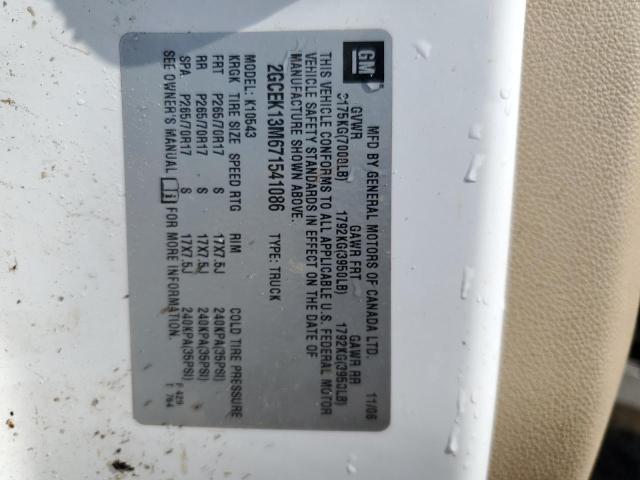 GM
MFD BY GENERAL MOTORS OF CANADA LTD. 11/06
GVWR GAWR FRT GAWR RR
3175KG(7000LB) 1792KG(3950LB) 1792KG(3950LB)
THIS VEHICLE CONFORMS TO ALL APPLICABLE U.S. FEDERAL MOTOR
VEHICLE SAFETY STANDARDS IN EFFECT ON THE DATE OF
MANUFACTURE SHOWN ABOVE.
2GCEK13M671541086 TYPE: TRUCK
MODEL: K10543
KRGK TIRE SIZE SPEED RTG RIM COLD TIRE PRESSURE
FRT P265/70R17 S 17X7.5J 240KPA(35PSI)
RR P265/70R17 S 17X7.5J 240KPA(35PSI)
SPA P265/70R17 S 17X7.5J 240KPA(35PSI) F 429
SEE OWNER'S MANUAL FOR MORE INFORMATION. T 764